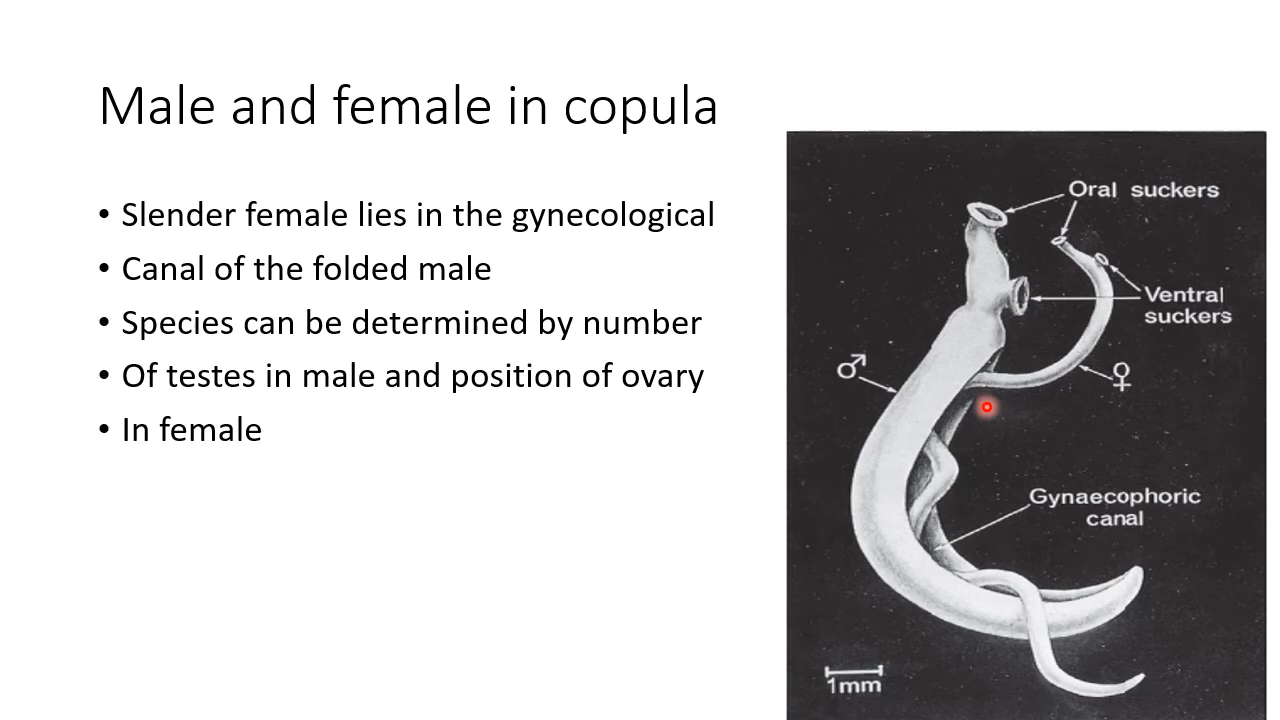 Male and female in copula
• Slender female lies in the gynecological
• Canal of the folded male
• Species can be determined by number
• Of testes in male and position of ovary
• In female
Oral suckers
Ventral
suckers
♂
♀
Gynaecophoric
canal
1mm